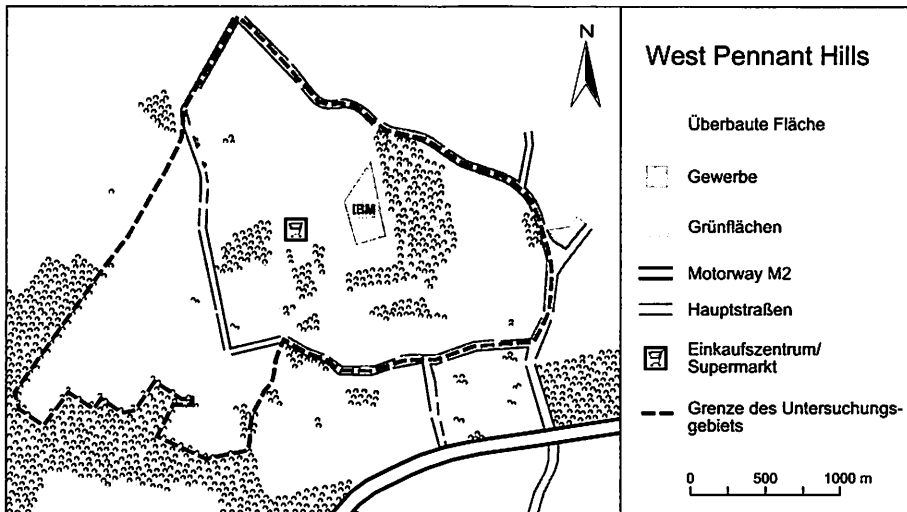 N
IBM
West Pennant Hills
Überbaute Fläche
Gewerbe
Grünflächen
Motorway M2
Hauptstraßen
Einkaufszentrum/
Supermarkt
Grenze des Untersuchungs-
gebiets
0 500 1000 m